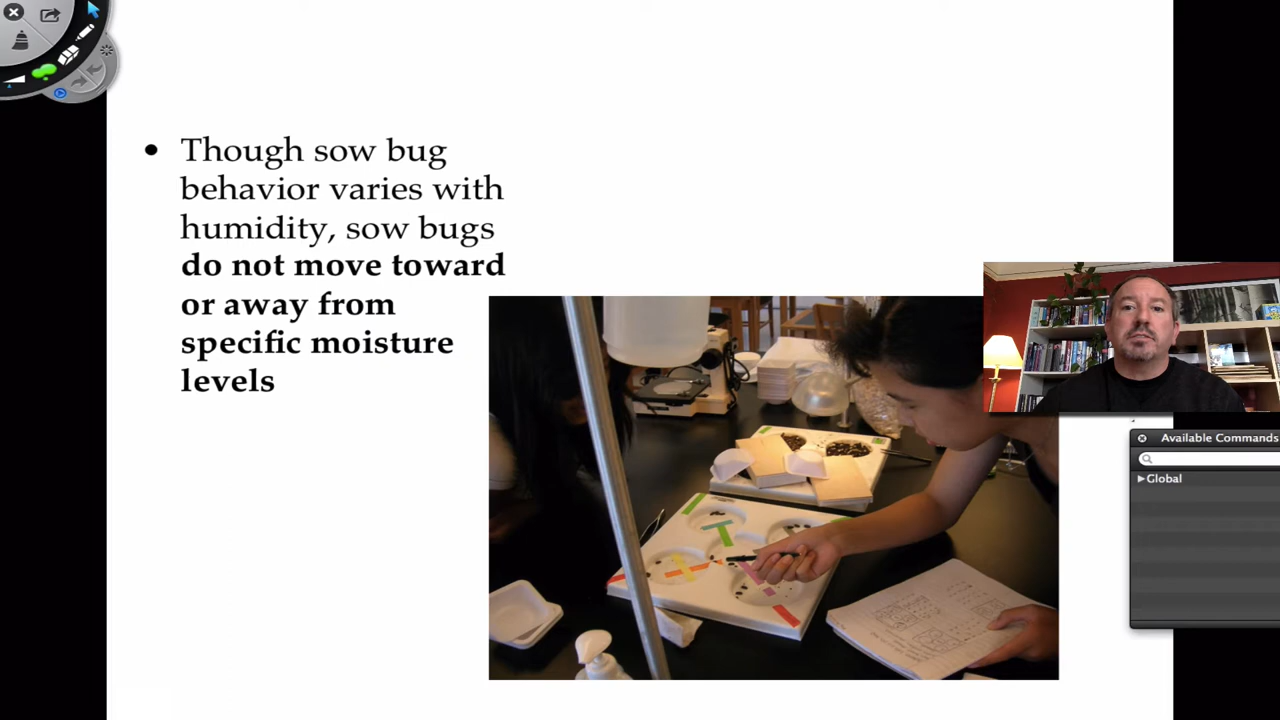 • Though sow bug
behavior varies with
humidity, sow bugs
do not move toward
or away from
specific moisture
levels
Available Commands
Global